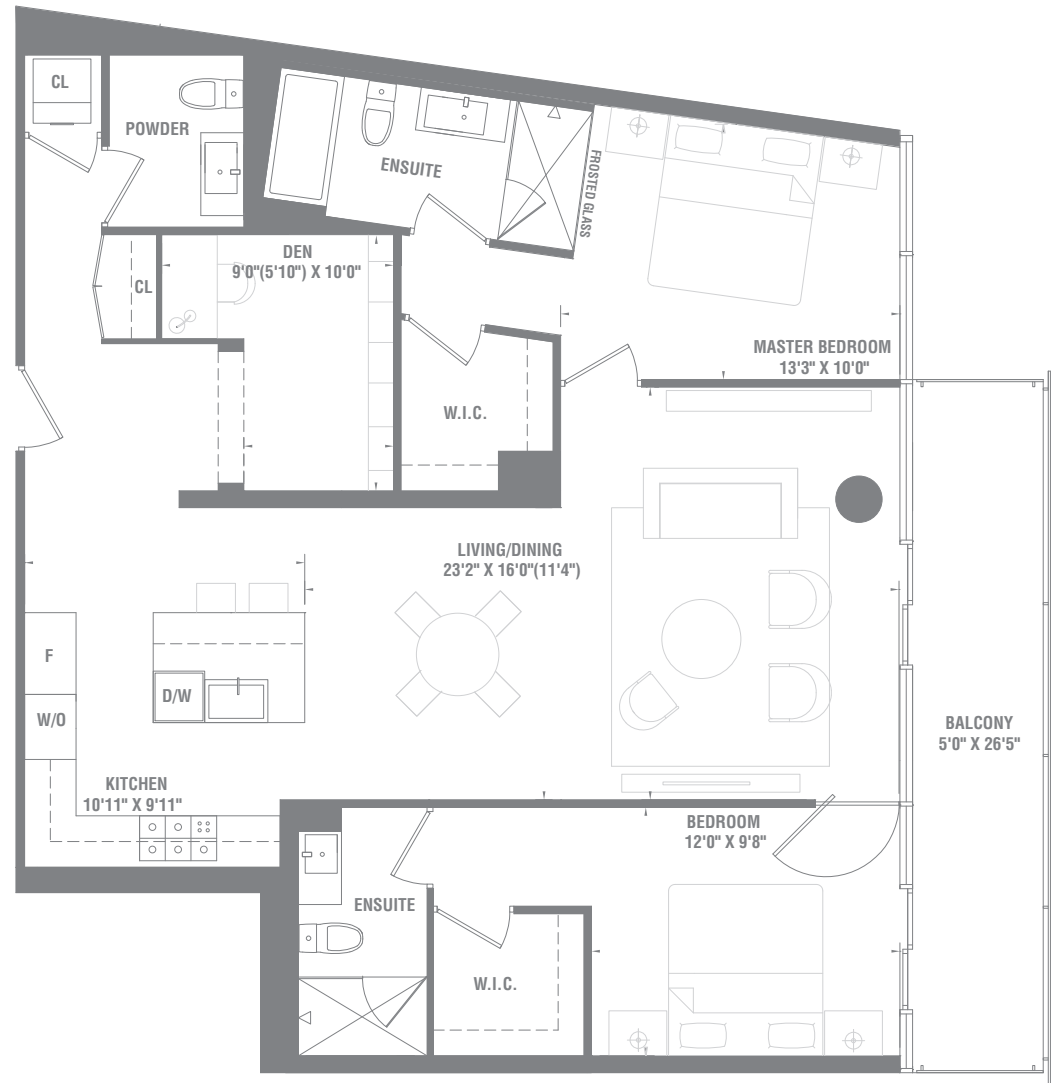 CL
POWDER
ENSUITE
FROSTED GLASS
DEN
9'0"(5'10") X 10'0"
CL
MASTER BEDROOM
13'3" X 10'0"
W.I.C.
LIVING/DINING
23'2" X 16'0"(11'4")
F
D/W
W/O
BALCONY
5'0" X 26'5"
KITCHEN
10'11" X 9'11"
BEDROOM
12'0" X 9'8"
ENSUITE
W.I.C.